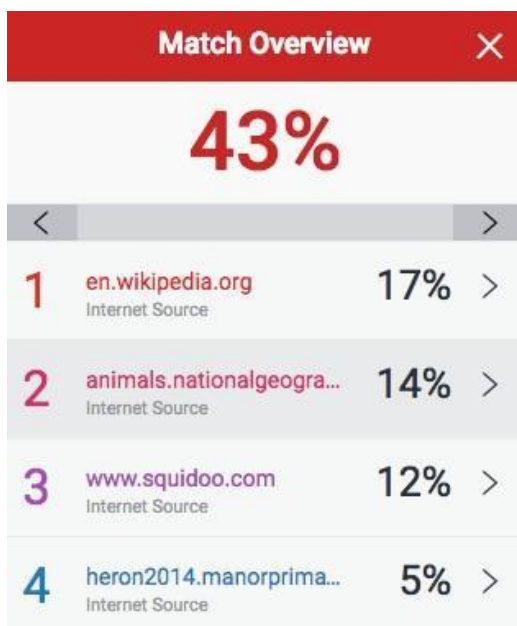 Match Overview
43%
1 en.wikipedia.org 17%
Internet Source
2 animals.nationalgeogra... 14%
Internet Source
3 www.squidoo.com 12%
Internet Source
4 heron2014.manorprima... 5%
Internet Source